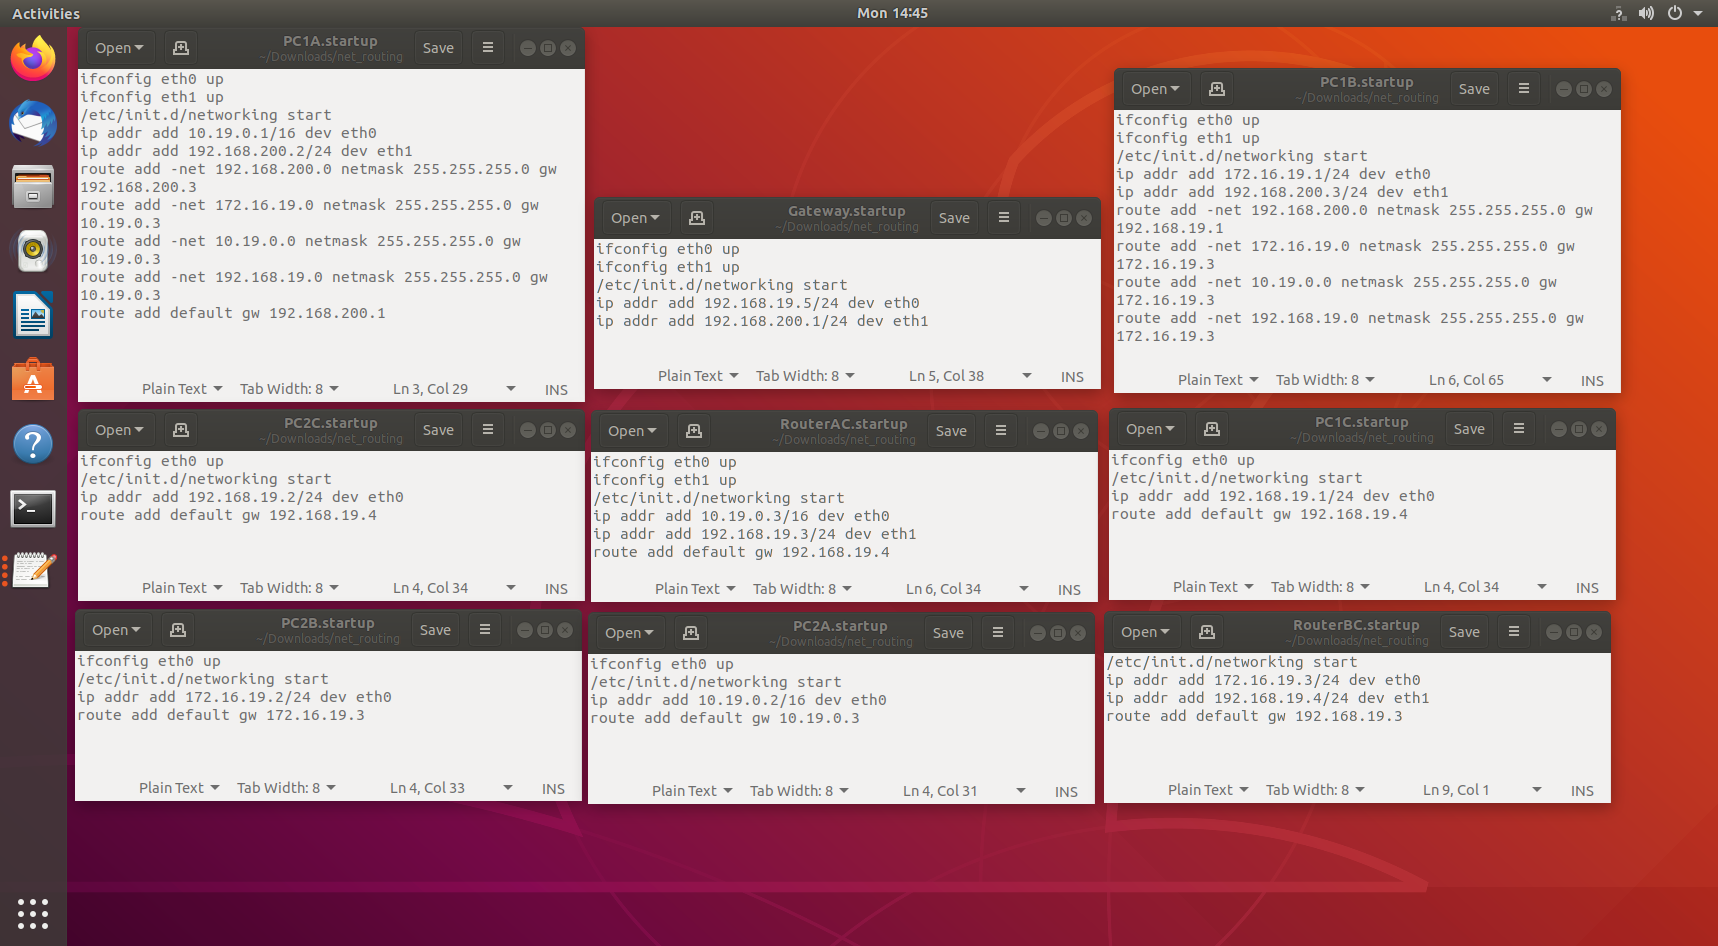 Activities
Mon 14:45
Open
PC1A.startup
~/Downloads/net_routing
Save
ifconfig eth0 up
ifconfig eth1 up
/etc/init.d/networking start
ip addr add 10.19.0.1/16 dev eth0
ip addr add 192.168.200.2/24 dev eth1
route add -net 192.168.200.0 netmask 255.255.255.0 gw
192.168.200.3
route add -net 172.16.19.0 netmask 255.255.255.0 gw
10.19.0.3
route add -net 10.19.0.0 netmask 255.255.255.0 gw
10.19.0.3
route add -net 192.168.19.0 netmask 255.255.255.0 gw
10.19.0.3
route add default gw 192.168.200.1
Plain Text Tab Width: 8 Ln 3, Col 29 INS
Open
Gateway.startup
~/Downloads/net_routing
Save
ifconfig eth0 up
ifconfig eth1 up
/etc/init.d/networking start
ip addr add 192.168.19.5/24 dev eth0
ip addr add 192.168.200.1/24 dev eth1
Plain Text Tab Width: 8 Ln 5, Col 38 INS
Open
PC1B.startup
~/Downloads/net_routing
Save
ifconfig eth0 up
ifconfig eth1 up
/etc/init.d/networking start
ip addr add 172.16.19.1/24 dev eth0
ip addr add 192.168.200.3/24 dev eth1
route add -net 192.168.200.0 netmask 255.255.255.0 gw
192.168.19.1
route add -net 172.16.19.0 netmask 255.255.255.0 gw
172.16.19.3
route add -net 10.19.0.0 netmask 255.255.255.0 gw
172.16.19.3
route add -net 192.168.19.0 netmask 255.255.255.0 gw
172.16.19.3
Plain Text Tab Width: 8 Ln 6, Col 65 INS
Open
PC2C.startup
~/Downloads/net_routing
Save
ifconfig eth0 up
/etc/init.d/networking start
ip addr add 192.168.19.2/24 dev eth0
route add default gw 192.168.19.4
Plain Text Tab Width: 8 Ln 4, Col 34 INS
Open
RouterAC.startup
~/Downloads/net_routing
Save
ifconfig eth0 up
ifconfig eth1 up
/etc/init.d/networking start
ip addr add 10.19.0.3/16 dev eth0
ip addr add 192.168.19.3/24 dev eth1
route add default gw 192.168.19.4
Plain Text Tab Width: 8 Ln 6, Col 34 INS
Open
PC1C.startup
~/Downloads/net_routing
Save
ifconfig eth0 up
/etc/init.d/networking start
ip addr add 192.168.19.1/24 dev eth0
route add default gw 192.168.19.4
Plain Text Tab Width: 8 Ln 4, Col 34 INS
Open
PC2B.startup
~/Downloads/net_routing
Save
ifconfig eth0 up
/etc/init.d/networking start
ip addr add 172.16.19.2/24 dev eth0
route add default gw 172.16.19.3
Plain Text Tab Width: 8 Ln 4, Col 33 INS
Open
PC2A.startup
~/Downloads/net_routing
Save
ifconfig eth0 up
/etc/init.d/networking start
ip addr add 10.19.0.2/16 dev eth0
route add default gw 10.19.0.3
Plain Text Tab Width: 8 Ln 4, Col 31 INS
Open
RouterBC.startup
~/Downloads/net_routing
Save
/etc/init.d/networking start
ip addr add 172.16.19.3/24 dev eth0
ip addr add 192.168.19.4/24 dev eth1
route add default gw 192.168.19.3
Plain Text Tab Width: 8 Ln 9, Col 1 INS